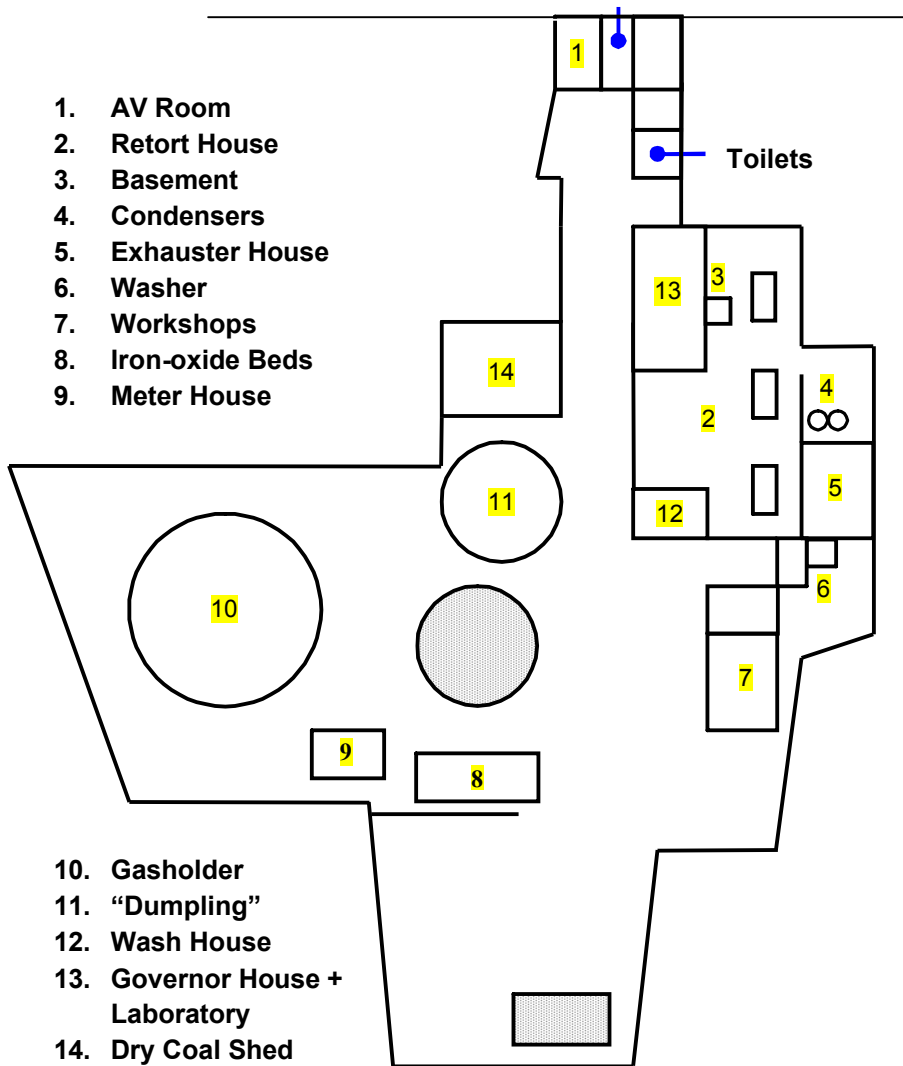 1
1. AV Room
2. Retort House
3. Basement
4. Condensers
5. Exhauster House
6. Washer
7. Workshops
8. Iron-oxide Beds
9. Meter House
Toilets
3
13
14
4
2
11
5
12
10
6
7
9
8
10. Gasholder
11. “Dumpling”
12. Wash House
13. Governor House +
Laboratory
14. Dry Coal Shed